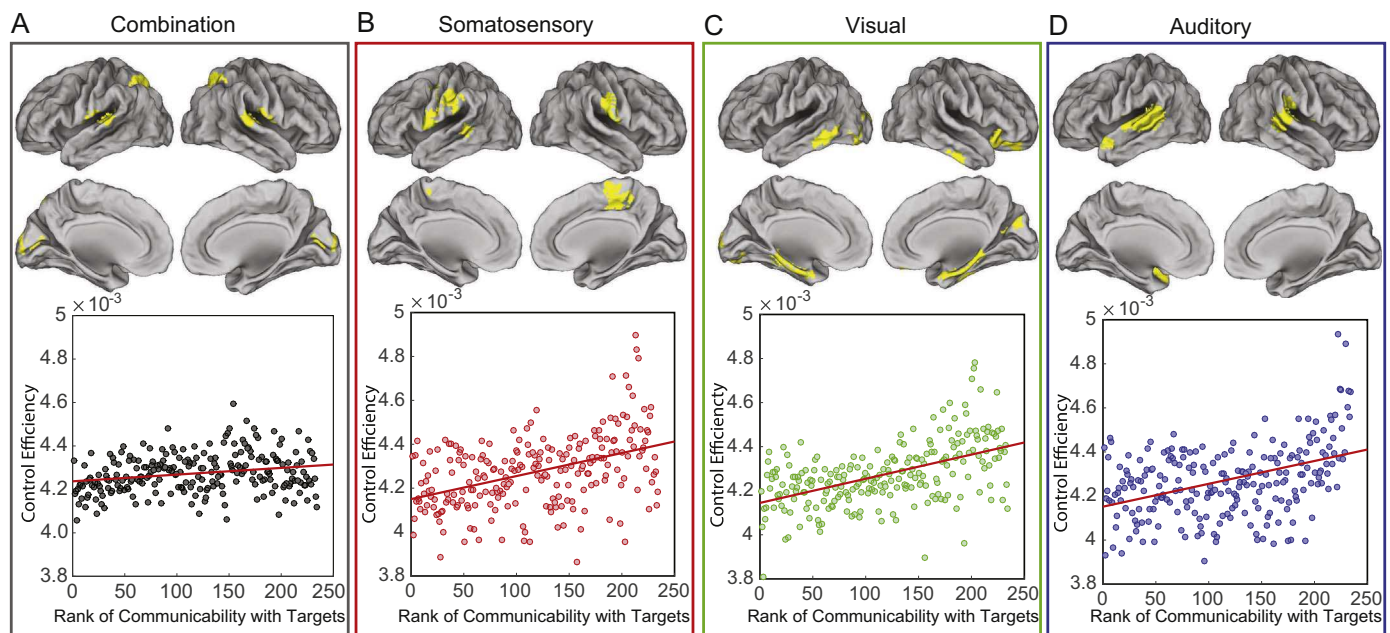 A Combination
B Somatosensory
C Visual
D Auditory
5 × 10⁻³
4.8
4.6
4.4
4.2
4.0
3.8
Control Efficiency
0 50 100 150 200 250
Rank of Communicability with Targets
5 × 10⁻³
4.8
4.6
4.4
4.2
4
3.8
Control Efficiency
0 50 100 150 200 250
Rank of Communicability with Targets
5 × 10⁻³
4.8
4.6
4.4
4.2
4
3.8
Control Efficiencty
0 50 100 150 200 250
Rank of Communicability with Targets
5 × 10⁻³
4.8
4.6
4.4
4.2
4
3.8
Control Efficiency
0 50 100 150 200 250
Rank of Communicability with Targets